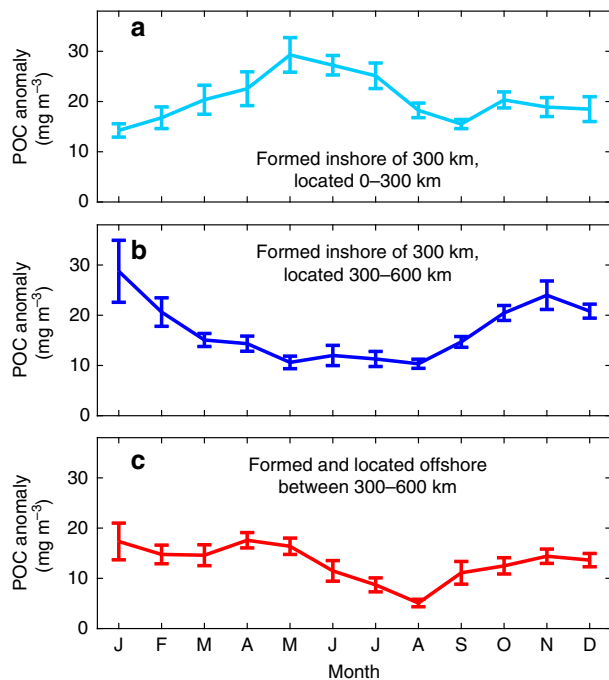 a
POC anomaly
(mg m⁻³)
30
20
10
0
Formed inshore of 300 km,
located 0–300 km
b
POC anomaly
(mg m⁻³)
30
20
10
0
Formed inshore of 300 km,
located 300–600 km
c
POC anomaly
(mg m⁻³)
30
20
10
0
Formed and located offshore
between 300–600 km
J F M A M J J A S O N D
Month